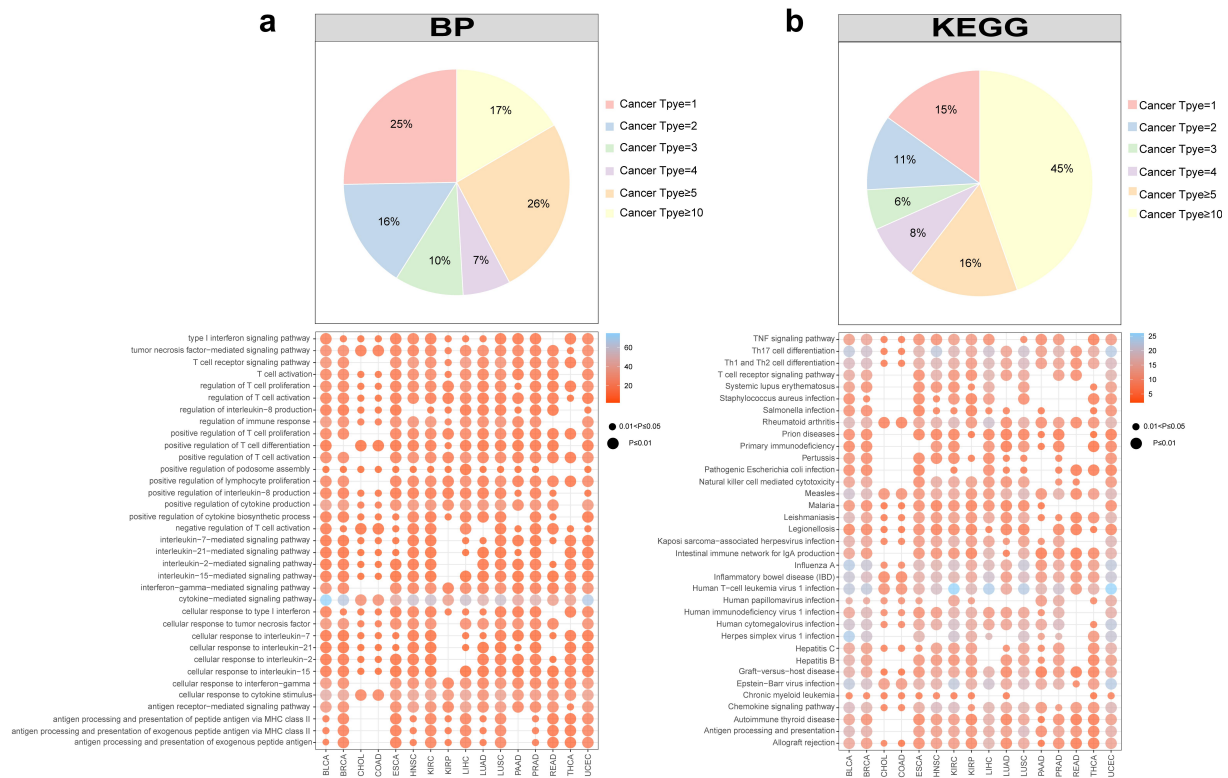 a
BP
25%
17%
16%
26%
10%
7%
Cancer Tpye=1
Cancer Tpye=2
Cancer Tpye=3
Cancer Tpye=4
Cancer Tpye≥5
Cancer Tpye≥10
type I interferon signaling pathway
tumor necrosis factor−mediated signaling pathway
T cell receptor signaling pathway
T cell activation
regulation of T cell proliferation
regulation of T cell activation
regulation of interleukin−8 production
regulation of immune response
positive regulation of T cell proliferation
positive regulation of T cell differentiation
positive regulation of T cell activation
positive regulation of podosome assembly
positive regulation of lymphocyte proliferation
positive regulation of interleukin−8 production
positive regulation of cytokine production
positive regulation of cytokine biosynthetic process
negative regulation of T cell activation
interleukin−7−mediated signaling pathway
interleukin−21−mediated signaling pathway
interleukin−2−mediated signaling pathway
interleukin−15−mediated signaling pathway
interferon−gamma−mediated signaling pathway
cytokine−mediated signaling pathway
cellular response to type I interferon
cellular response to tumor necrosis factor
cellular response to interleukin−7
cellular response to interleukin−21
cellular response to interleukin−2
cellular response to interleukin−15
cellular response to interferon−gamma
cellular response to cytokine stimulus
antigen receptor−mediated signaling pathway
antigen processing and presentation of peptide antigen via MHC class II
antigen processing and presentation of exogenous peptide antigen via MHC class II
antigen processing and presentation of exogenous peptide antigen
BLCA
BRCA
CHOL
COAD
ESCA
HNSC
KIRC
KIRP
LIHC
LUAD
LUSC
PAAD
PRAD
READ
THCA
UCEC
60
40
20
0.01<P≤0.05
P≤0.01
b
KEGG
15%
45%
11%
6%
8%
16%
Cancer Tpye=1
Cancer Tpye=2
Cancer Tpye=3
Cancer Tpye=4
Cancer Tpye≥5
Cancer Tpye≥10
TNF signaling pathway
Th17 cell differentiation
Th1 and Th2 cell differentiation
T cell receptor signaling pathway
Systemic lupus erythematosus
Staphylococcus aureus infection
Salmonella infection
Rheumatoid arthritis
Prion diseases
Primary immunodeficiency
Pertussis
Pathogenic Escherichia coli infection
Natural killer cell mediated cytotoxicity
Measles
Malaria
Leishmaniasis
Legionellosis
Kaposi sarcoma−associated herpesvirus infection
Intestinal immune network for IgA production
Influenza A
Inflammatory bowel disease (IBD)
Human T−cell leukemia virus 1 infection
Human papillomavirus infection
Human immunodeficiency virus 1 infection
Human cytomegalovirus infection
Herpes simplex virus 1 infection
Hepatitis C
Hepatitis B
Graft−versus−host disease
Epstein−Barr virus infection
Chronic myeloid leukemia
Chemokine signaling pathway
Autoimmune thyroid disease
Antigen processing and presentation
Allograft rejection
BLCA
BRCA
CHOL
COAD
ESCA
HNSC
KIRC
KIRP
LIHC
LUAD
LUSC
PAAD
PRAD
READ
THCA
UCEC
25
20
15
10
5
0.01<P≤0.05
P≤0.01